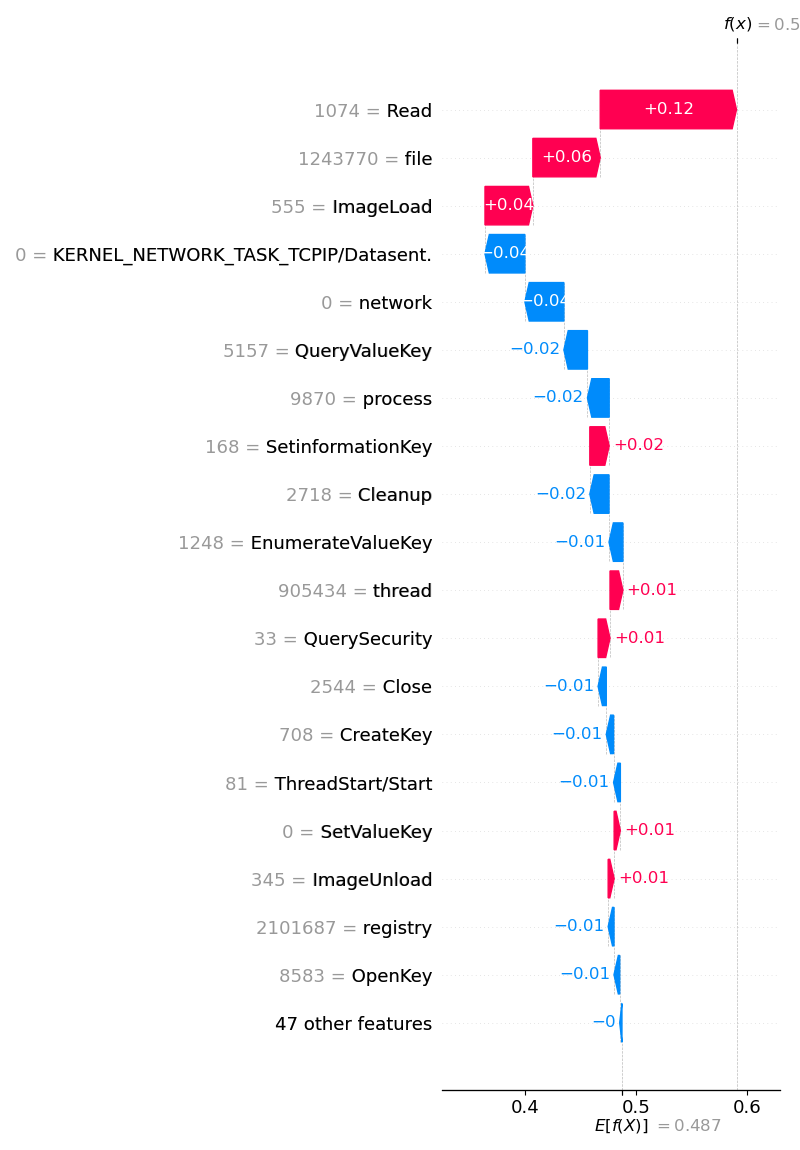 f(x) = 0.5
1074 = Read
+0.12
1243770 = file
+0.06
555 = ImageLoad
+0.04
0 = KERNEL_NETWORK_TASK_TCPIP/Datasent.
−0.04
0 = network
−0.04
5157 = QueryValueKey
−0.02
9870 = process
−0.02
168 = SetinformationKey
+0.02
2718 = Cleanup
−0.02
1248 = EnumerateValueKey
−0.01
905434 = thread
+0.01
33 = QuerySecurity
+0.01
2544 = Close
−0.01
708 = CreateKey
−0.01
81 = ThreadStart/Start
−0.01
0 = SetValueKey
+0.01
345 = ImageUnload
+0.01
2101687 = registry
−0.01
8583 = OpenKey
−0.01
47 other features
−0
0.4 0.5 0.6
E[f(X)] = 0.487